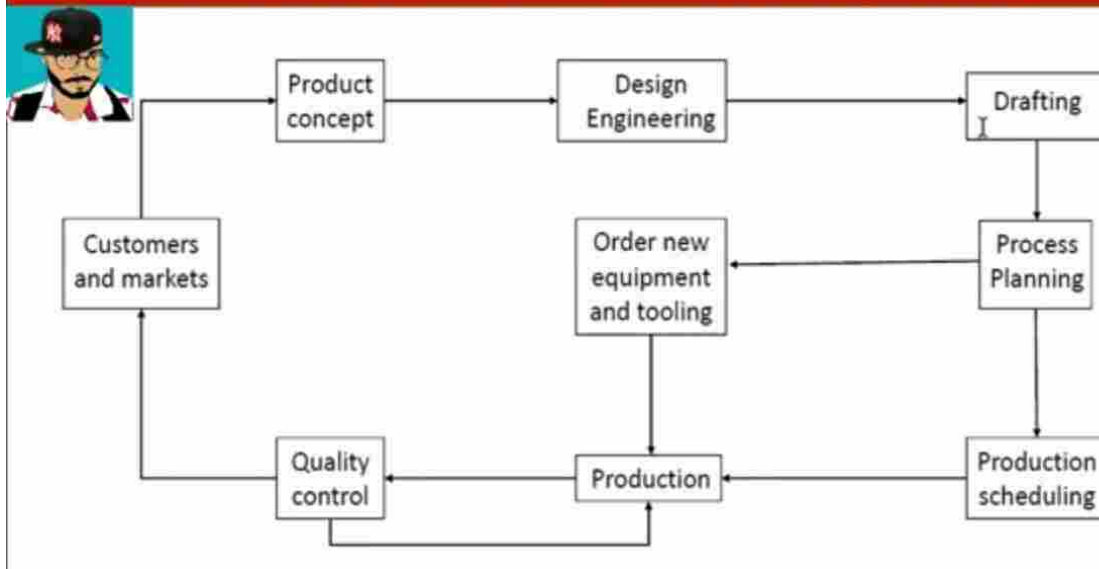 Product
concept
Design
Engineering
Drafting
Customers
and markets
Order new
equipment
and tooling
Process
Planning
Quality
control
Production
Production
scheduling